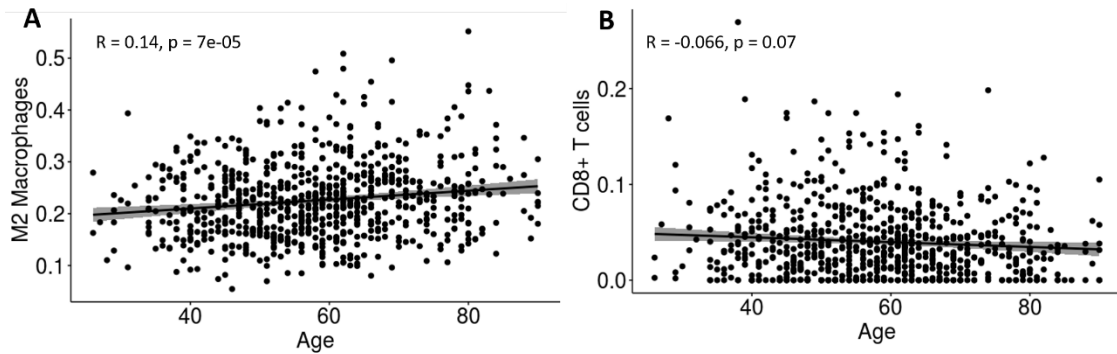 A
R = 0.14, p = 7e-05
M2 Macrophages
0.5
0.4
0.3
0.2
0.1
40
60
80
Age
B
R = -0.066, p = 0.07
CD8+ T cells
0.2
0.1
0.0
40
60
80
Age